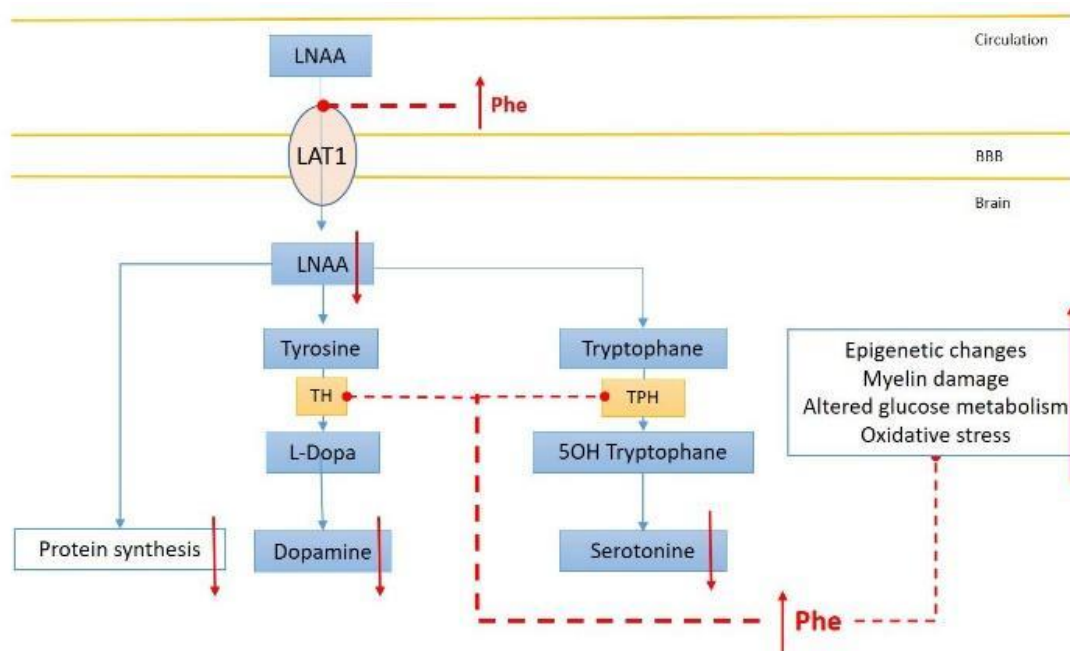 Circulation
LNAA
Phe
LAT1
BBB
Brain
LNAA
Tyrosine
Tryptophane
Epigenetic changes
Myelin damage
Altered glucose metabolism
Oxidative stress
TH
TPH
L-Dopa
5OH Tryptophane
Protein synthesis
Dopamine
Serotonine
Phe